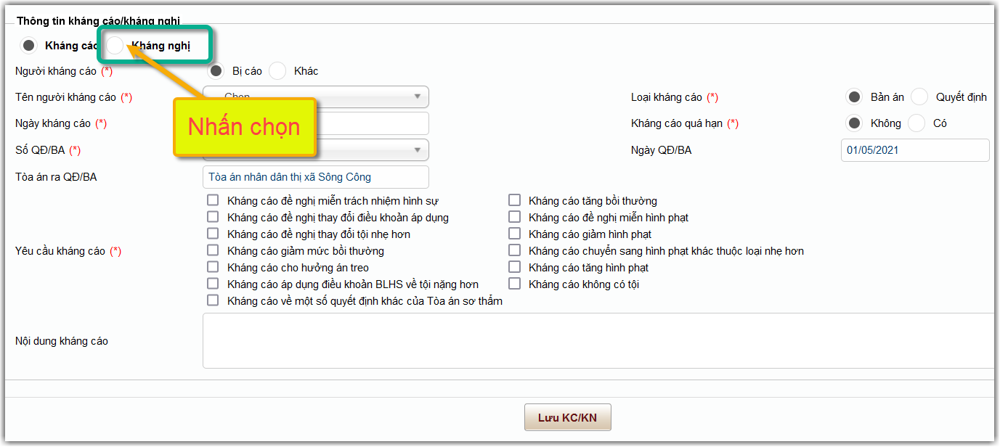 Thông tin kháng cáo/kháng nghị
Kháng cáo Kháng nghị
Người kháng cáo (*) Bị cáo Khác
Tên người kháng cáo (*) Chọn Loại kháng cáo (*) Bản án Quyết định
Nhấn chọn
Ngày kháng cáo (*) Kháng cáo quá hạn (*) Không Có
Số QĐ/BA (*) Ngày QĐ/BA 01/05/2021
Tòa án ra QĐ/BA Tòa án nhân dân thị xã Sông Công
Kháng cáo đề nghị miễn trách nhiệm hình sự Kháng cáo tăng bồi thường
Kháng cáo đề nghị thay đổi điều khoản áp dụng Kháng cáo đề nghị miễn hình phạt
Kháng cáo đề nghị thay đổi tội nhẹ hơn Kháng cáo giảm hình phạt
Yêu cầu kháng cáo (*) Kháng cáo giảm mức bồi thường Kháng cáo chuyển sang hình phạt khác thuộc loại nhẹ hơn
Kháng cáo cho hưởng án treo Kháng cáo tăng hình phạt
Kháng cáo áp dụng điều khoản BLHS về tội nặng hơn Kháng cáo không có tội
Kháng cáo về một số quyết định khác của Tòa án sơ thẩm
Nội dung kháng cáo
Lưu KC/KN